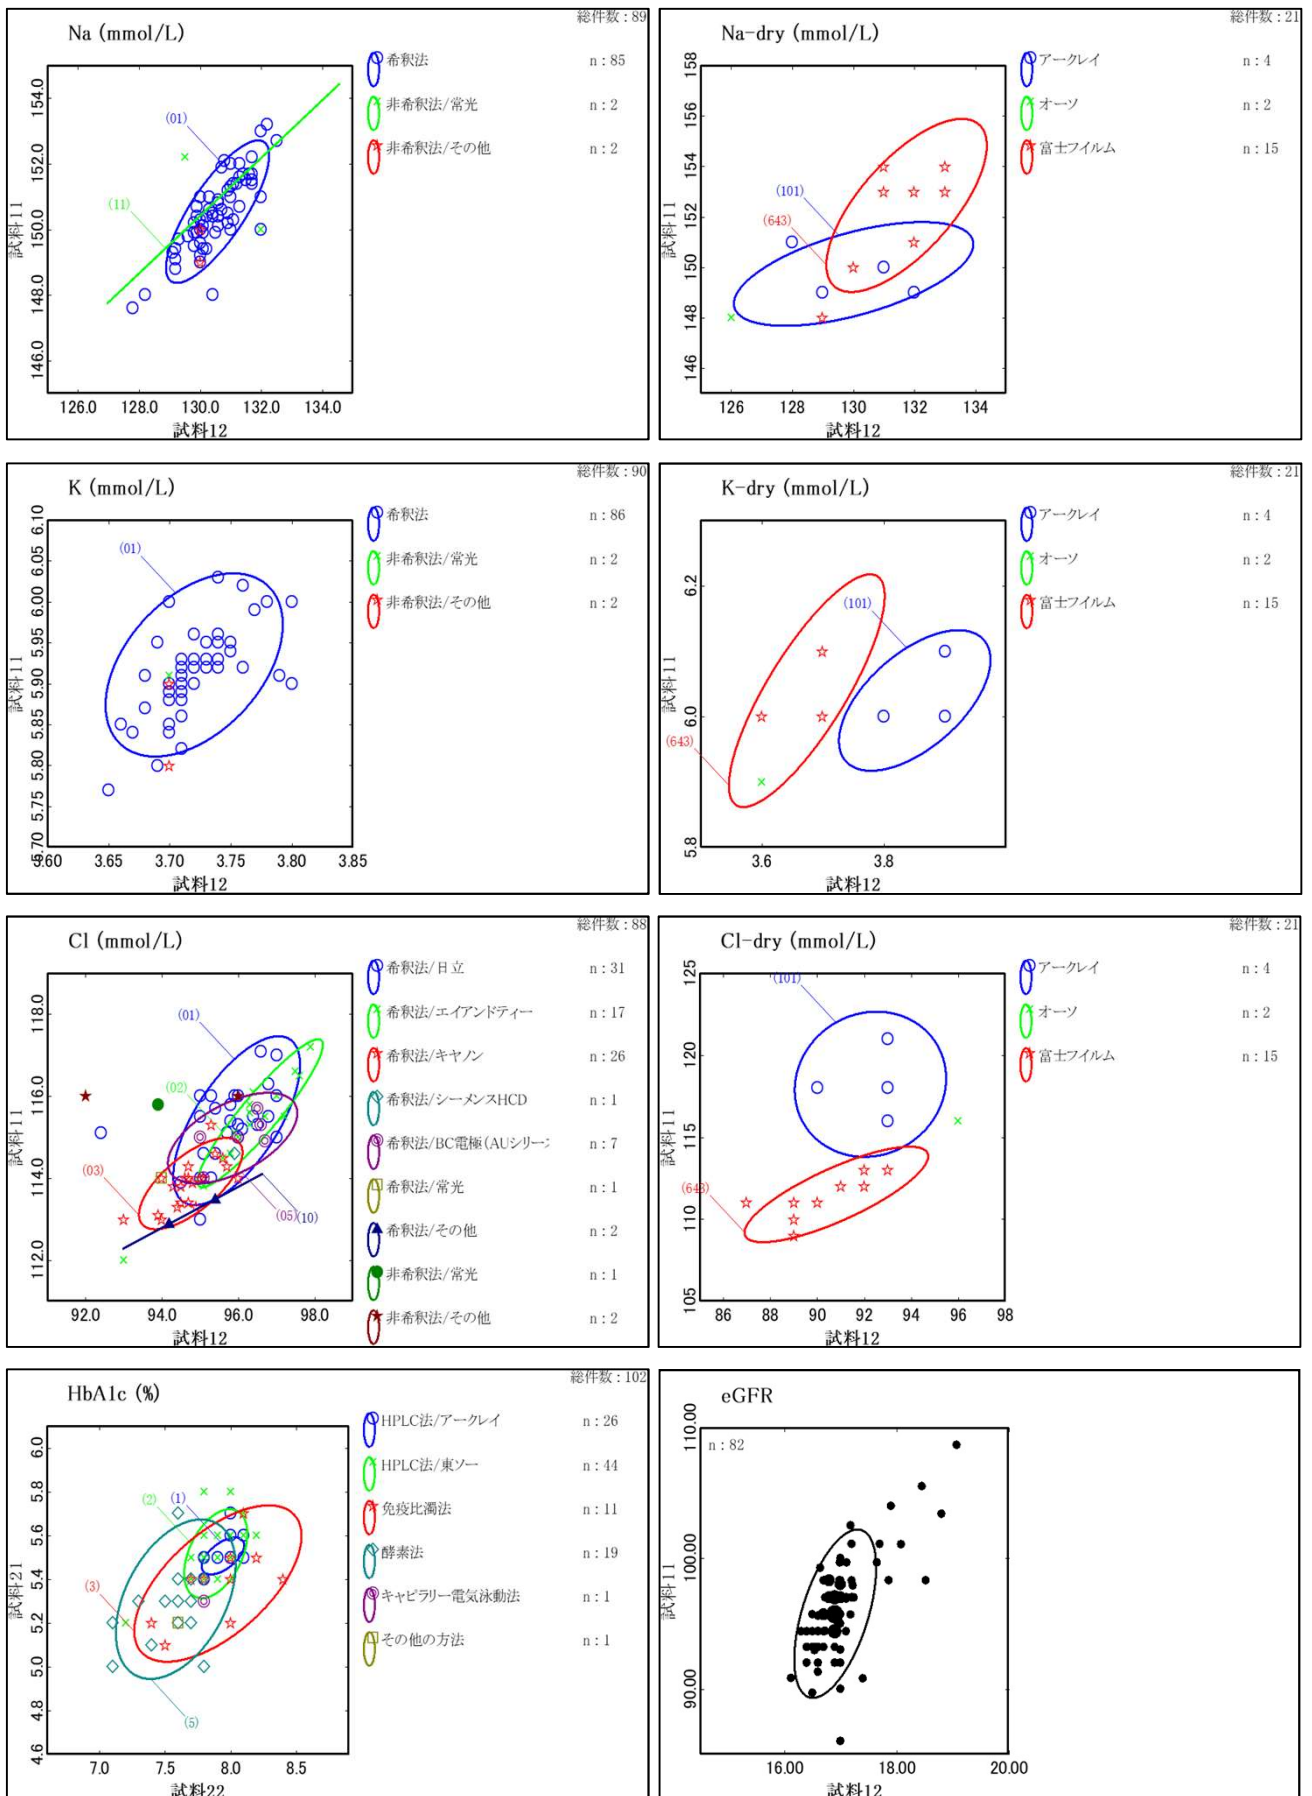 総件数 : 89
Na (mmol/L)
希釈法 n : 85
非希釈法/常光 n : 2
非希釈法/その他 n : 2
(01)
(11)
試料11
154.0
152.0
150.0
148.0
146.0
126.0 128.0 130.0 132.0 134.0
試料12
総件数 : 21
Na-dry (mmol/L)
アークレイ n : 4
オーソ n : 2
富士フイルム n : 15
(101)
(643)
試料11
158
156
154
152
150
148
146
126 128 130 132 134
試料12
総件数 : 90
K (mmol/L)
希釈法 n : 86
非希釈法/常光 n : 2
非希釈法/その他 n : 2
(01)
試料11
6.10
6.05
6.00
5.95
5.90
5.85
5.80
5.75
5.70
3.60 3.65 3.70 3.75 3.80 3.85
試料12
総件数 : 21
K-dry (mmol/L)
アークレイ n : 4
オーソ n : 2
富士フイルム n : 15
(101)
(643)
試料11
6.2
6.0
5.8
3.6 3.8
試料12
総件数 : 88
Cl (mmol/L)
希釈法/日立 n : 31
希釈法/エイアンドティー n : 17
希釈法/キヤノン n : 26
希釈法/シーメンスHCD n : 1
希釈法/BC電極(AUシリーズ n : 7
希釈法/常光 n : 1
希釈法/その他 n : 2
非希釈法/常光 n : 1
非希釈法/その他 n : 2
(01)
(02)
(03)
(05)
(10)
試料11
118.0
116.0
114.0
112.0
92.0 94.0 96.0 98.0
試料12
総件数 : 21
Cl-dry (mmol/L)
アークレイ n : 4
オーソ n : 2
富士フイルム n : 15
(101)
(643)
試料11
125
120
115
110
105
86 88 90 92 94 96 98
試料12
総件数 : 102
HbA1c (%)
HPLC法/アークレイ n : 26
HPLC法/東ソー n : 44
免疫比濁法 n : 11
酵素法 n : 19
キャピラリー電気泳動法 n : 1
その他の方法 n : 1
(2)
(1)
(3)
(5)
試料21
6.0
5.8
5.6
5.4
5.2
5.0
4.8
4.6
7.0 7.5 8.0 8.5
試料22
eGFR
n : 82
試料11
110.00
100.00
90.00
16.00 18.00 20.00
試料12